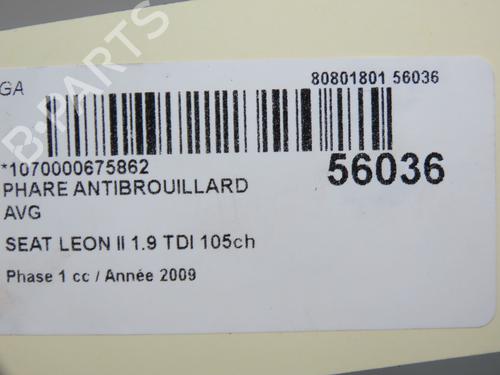 GA
80801801 56036
*1070000675862
56036
PHARE ANTIBROUILLARD
AVG
SEAT LEON II 1.9 TDI 105ch
Phase 1 cc / Année 2009
B-PARTS